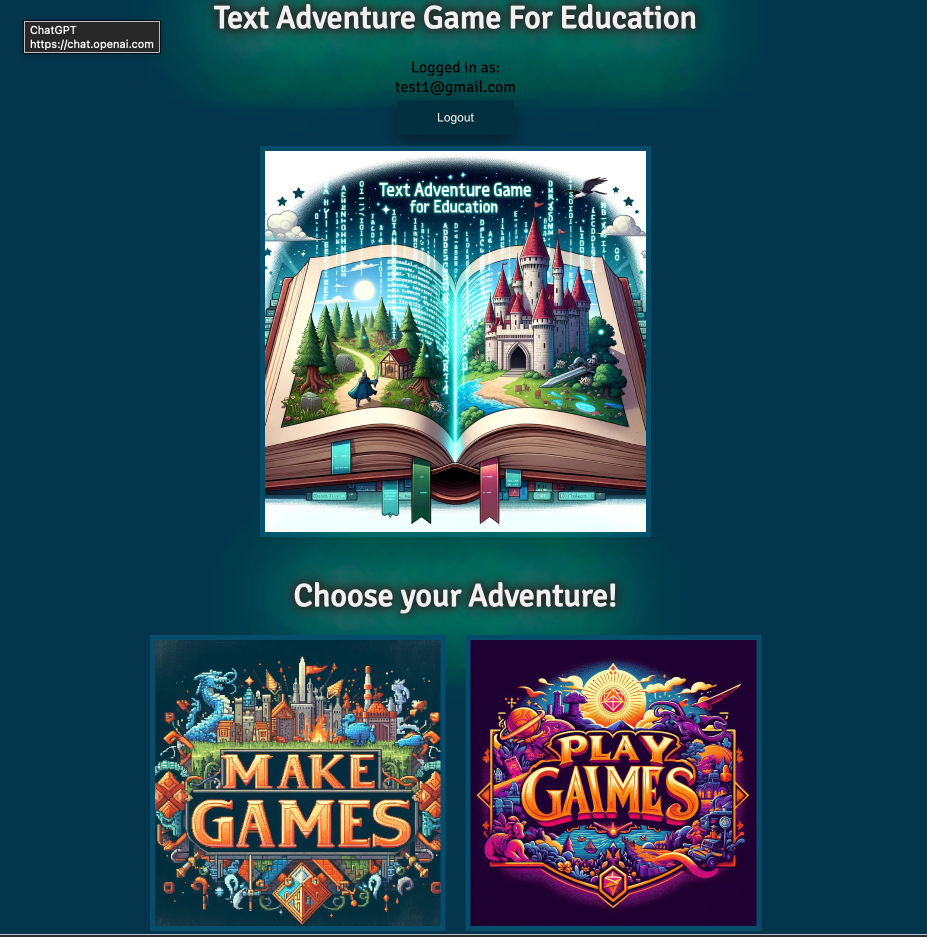 Text Adventure Game For Education
ChatGPT
https://chat.openai.com
Logged in as:
test1@gmail.com
Logout
Text Adventure Game
for Education
Choose your Adventure!
MAKE
GAMES
PLAY
GAIMES